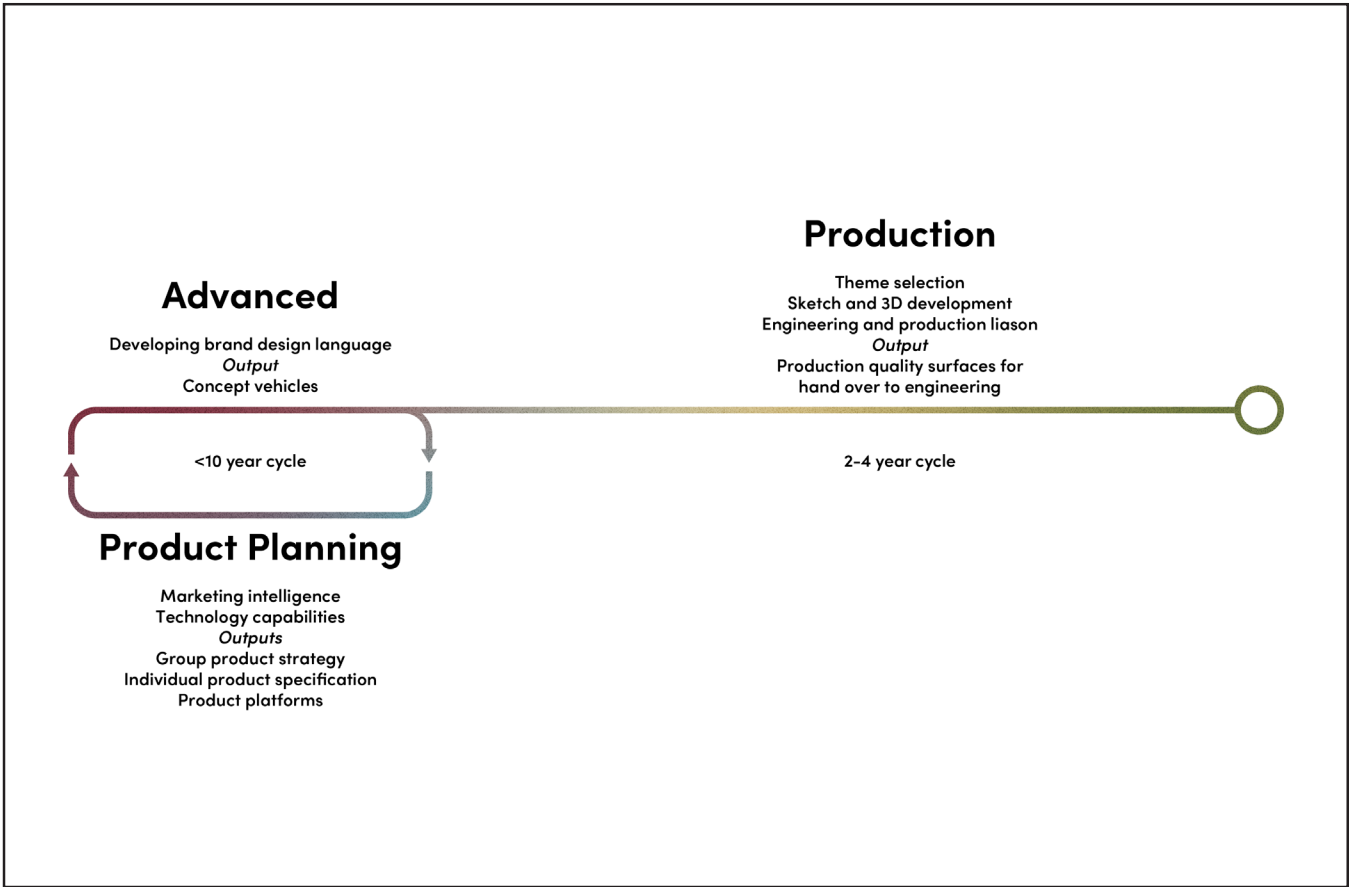 Production
Theme selection
Sketch and 3D development
Engineering and production liason
Output
Production quality surfaces for
hand over to engineering
Advanced
Developing brand design language
Output
Concept vehicles
<10 year cycle
2-4 year cycle
Product Planning
Marketing intelligence
Technology capabilities
Outputs
Group product strategy
Individual product specification
Product platforms